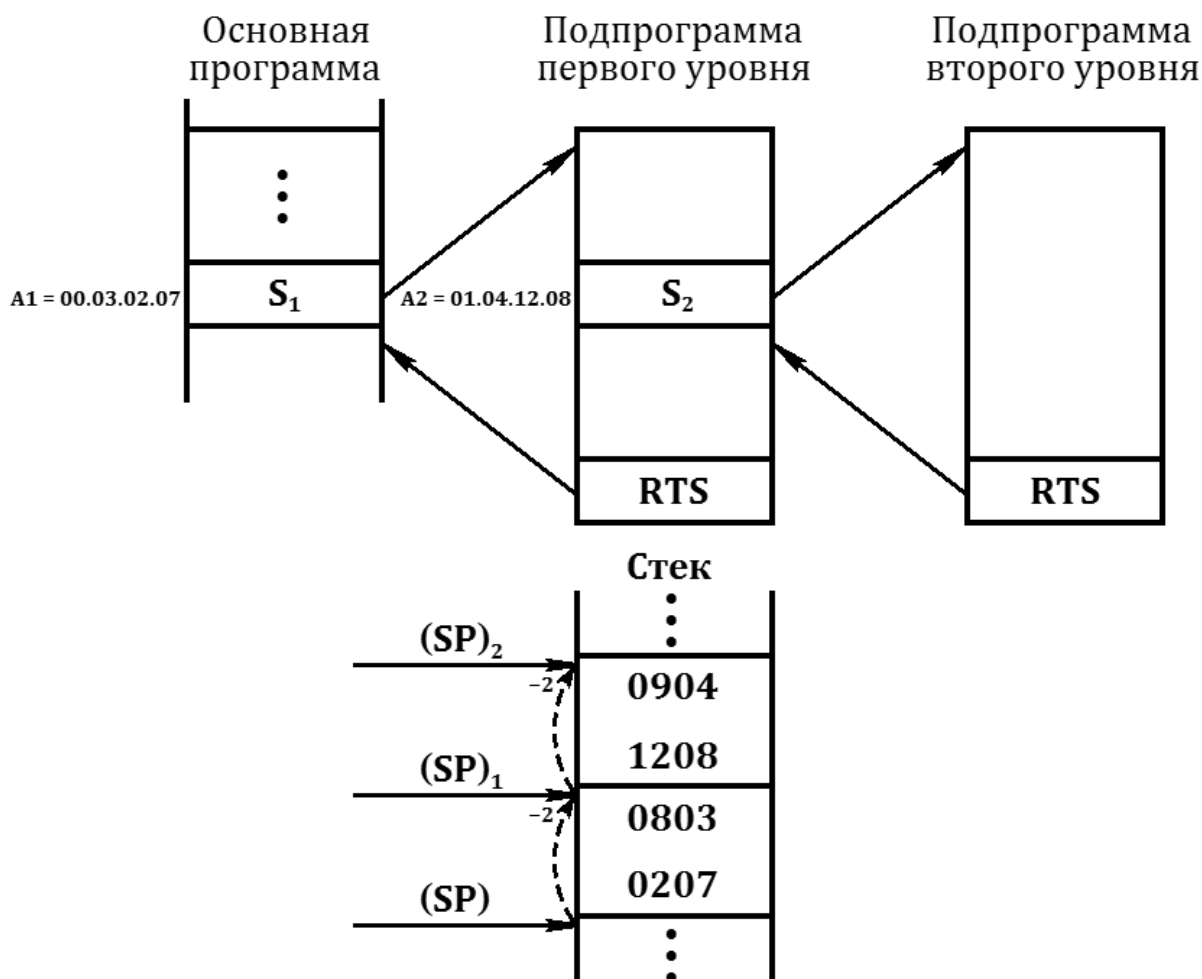 Основная
программа
Подпрограмма
первого уровня
Подпрограмма
второго уровня
A1 = 00.03.02.07
S₁
A2 = 01.04.12.08
S₂
RTS
RTS
Стек
(SP)₂
−2
0904
1208
(SP)₁
−2
0803
0207
(SP)